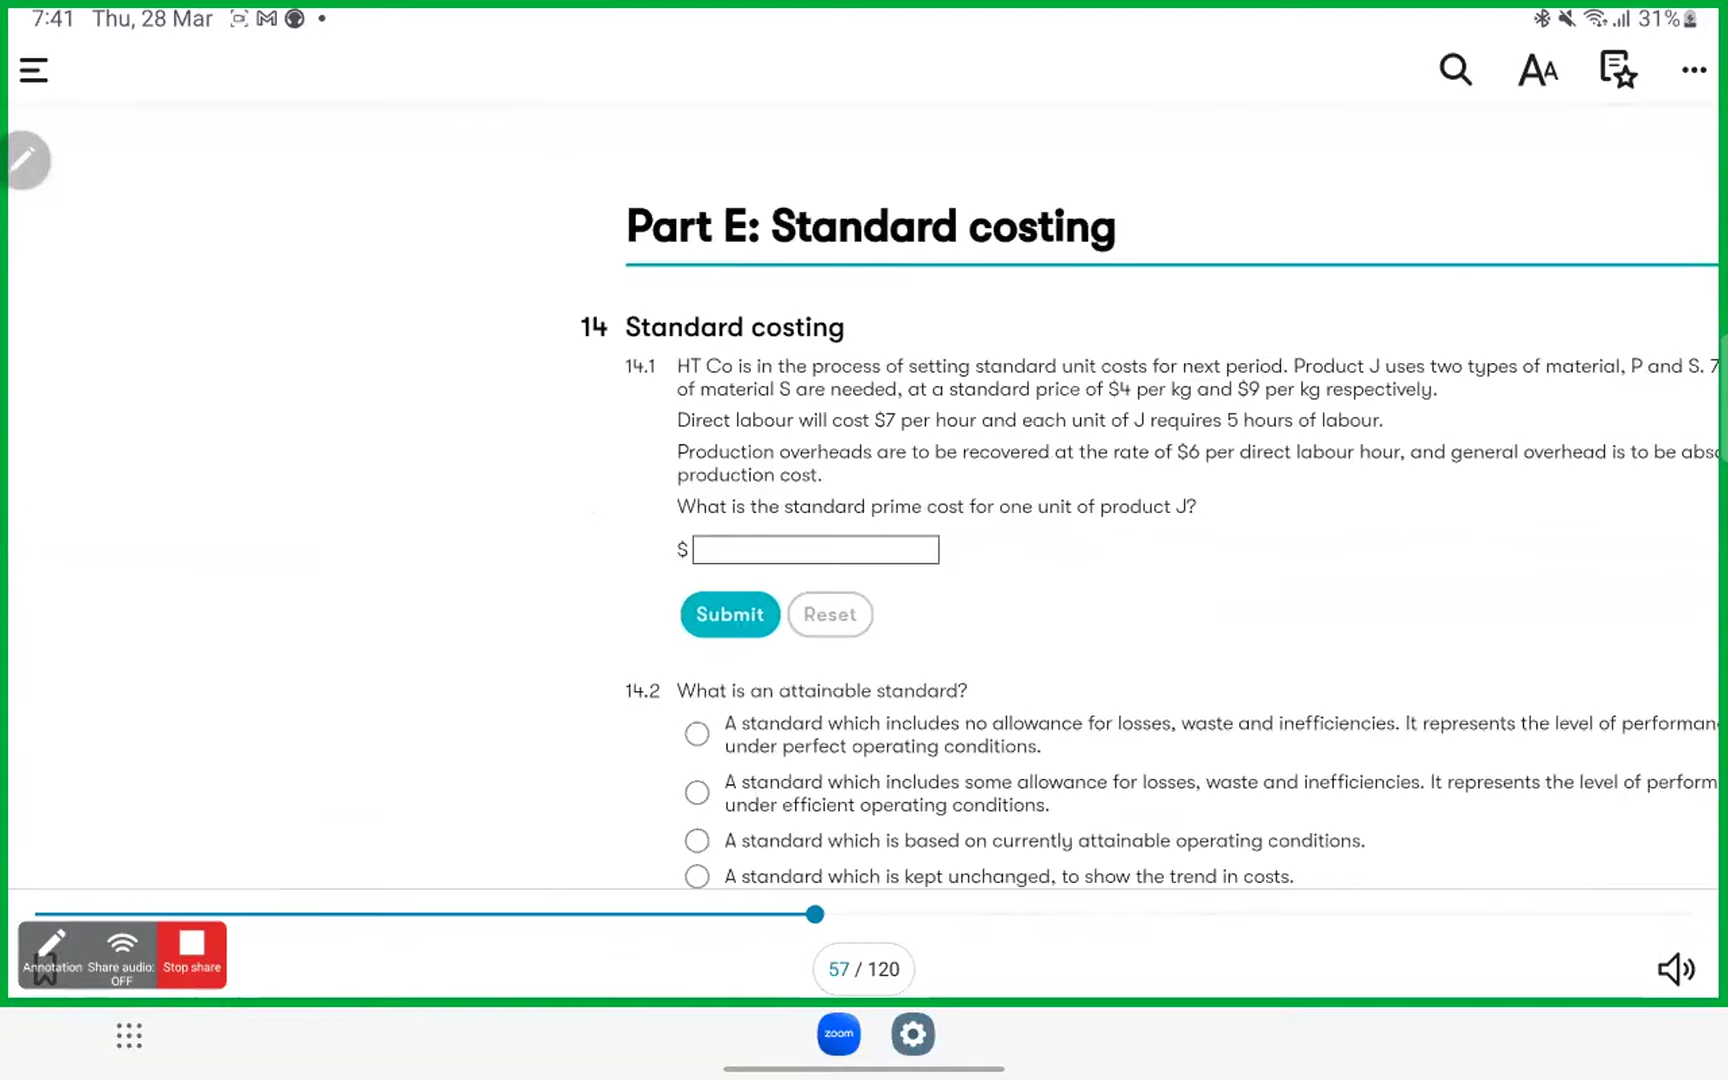 7:41 Thu, 28 Mar
31%
AA
Part E: Standard costing
14 Standard costing
14.1 HT Co is in the process of setting standard unit costs for next period. Product J uses two types of material, P and S. 7
of material S are needed, at a standard price of $4 per kg and $9 per kg respectively.
Direct labour will cost $7 per hour and each unit of J requires 5 hours of labour.
Production overheads are to be recovered at the rate of $6 per direct labour hour, and general overhead is to be abso
production cost.
What is the standard prime cost for one unit of product J?
$
Submit Reset
14.2 What is an attainable standard?
A standard which includes no allowance for losses, waste and inefficiencies. It represents the level of performan
under perfect operating conditions.
A standard which includes some allowance for losses, waste and inefficiencies. It represents the level of perform
under efficient operating conditions.
A standard which is based on currently attainable operating conditions.
A standard which is kept unchanged, to show the trend in costs.
Annotation Share audio: Stop share
OFF
57 / 120
zoom